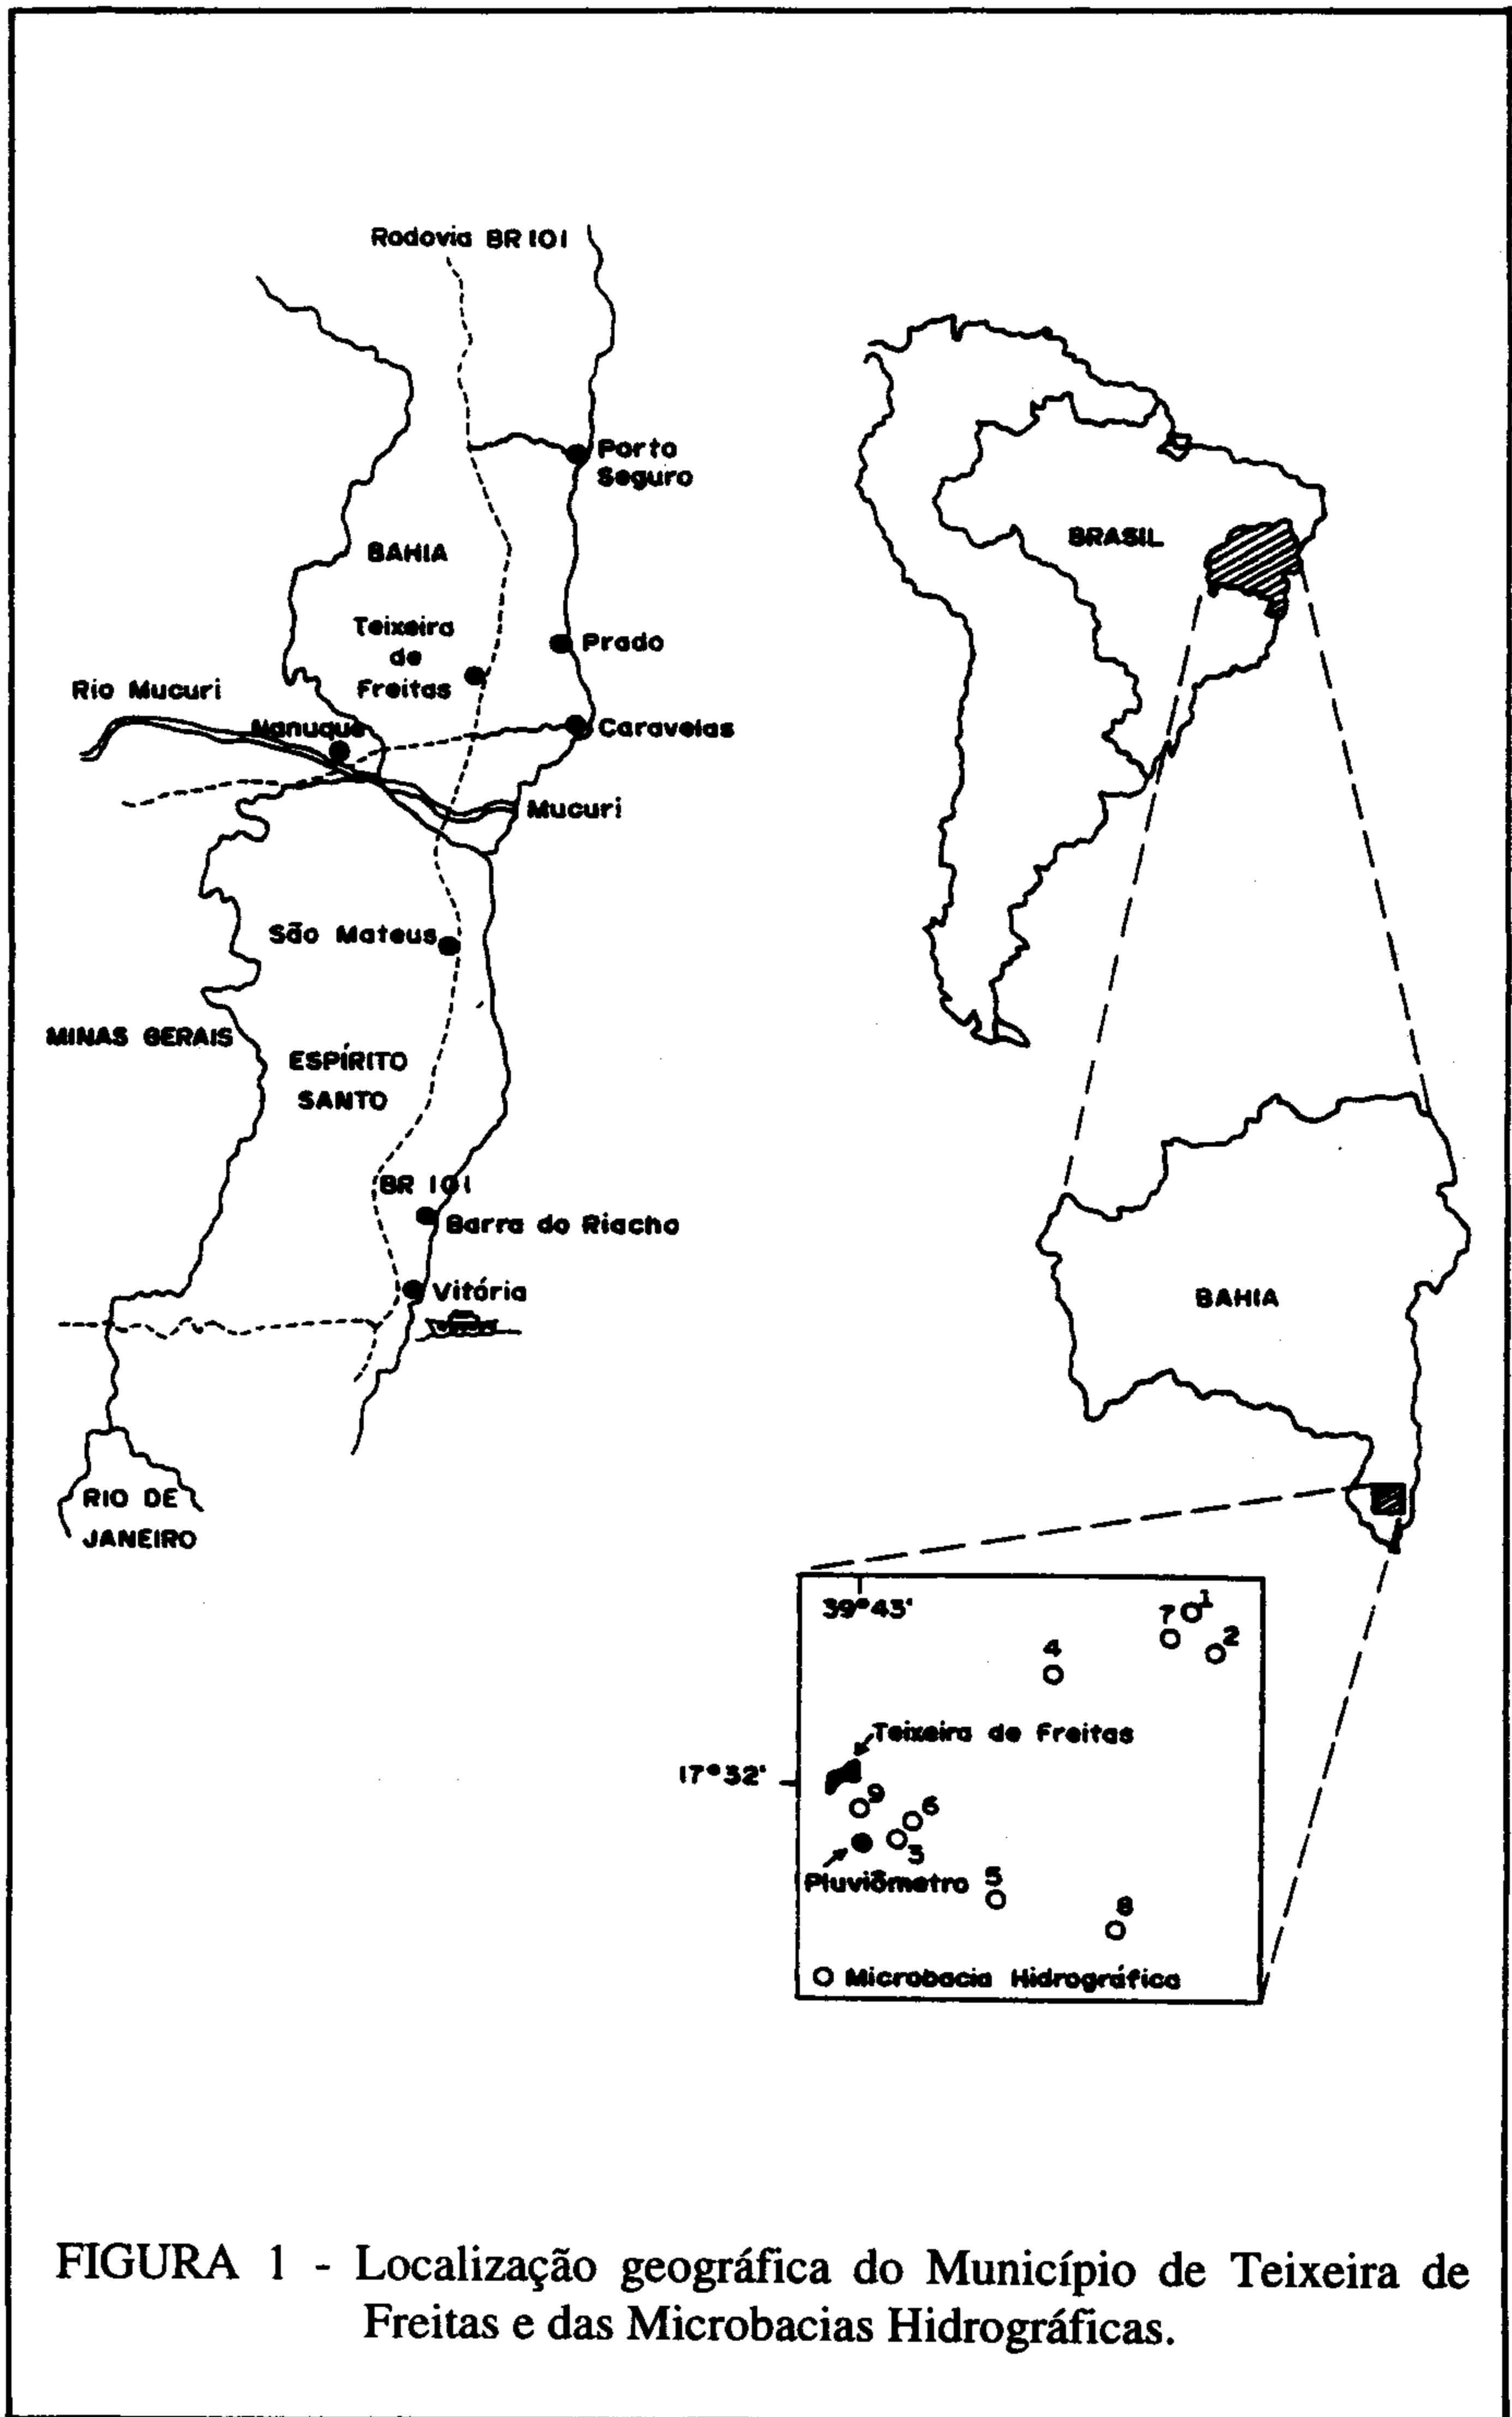 Rodovia BR 101
Porto
Seguro
BAHIA
Teixeira
de
Freitas
Prado
Rio Mucuri
Nanuque
Caravelas
Mucuri
São Mateus
MINAS GERAIS
ESPÍRITO
SANTO
BR 101
Barra do Riacho
Vitória
RIO DE
JANEIRO
BRASIL
BAHIA
39°43'
1
7
2
4
Teixeira de Freitas
17°32'
9
6
3
Pluviômetro
5
8
Microbacia Hidrográfica
FIGURA 1 - Localização geográfica do Município de Teixeira de
Freitas e das Microbacias Hidrográficas.